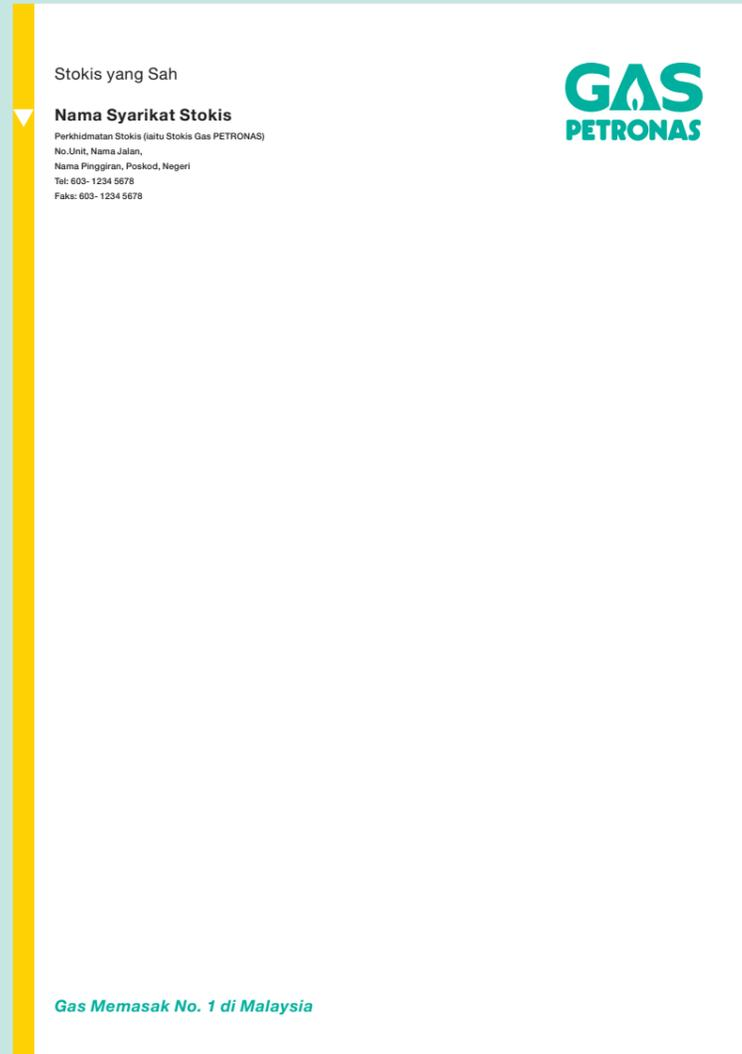 Stokis yang Sah
GAS
PETRONAS
Nama Syarikat Stokis
Perkhidmatan Stokis (iaitu Stokis Gas PETRONAS)
No.Unit, Nama Jalan,
Nama Pinggiran, Poskod, Negeri
Tel: 603- 1234 5678
Faks: 603- 1234 5678
Gas Memasak No. 1 di Malaysia